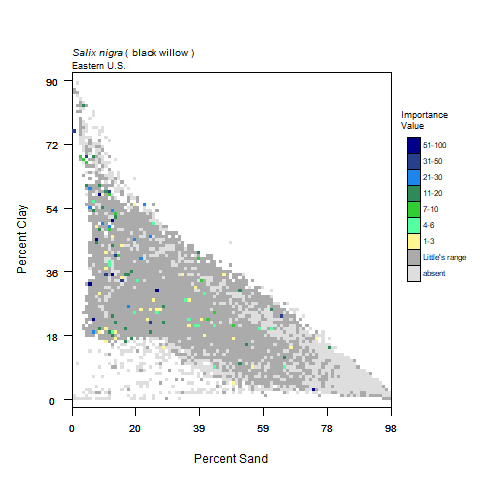 Salix nigra ( black willow )
Eastern U.S.
Importance
Value
51-100
31-50
21-30
11-20
7-10
4-6
1-3
Little's range
absent
Percent Clay
90
72
54
36
18
0
0
20
39
59
78
98
Percent Sand